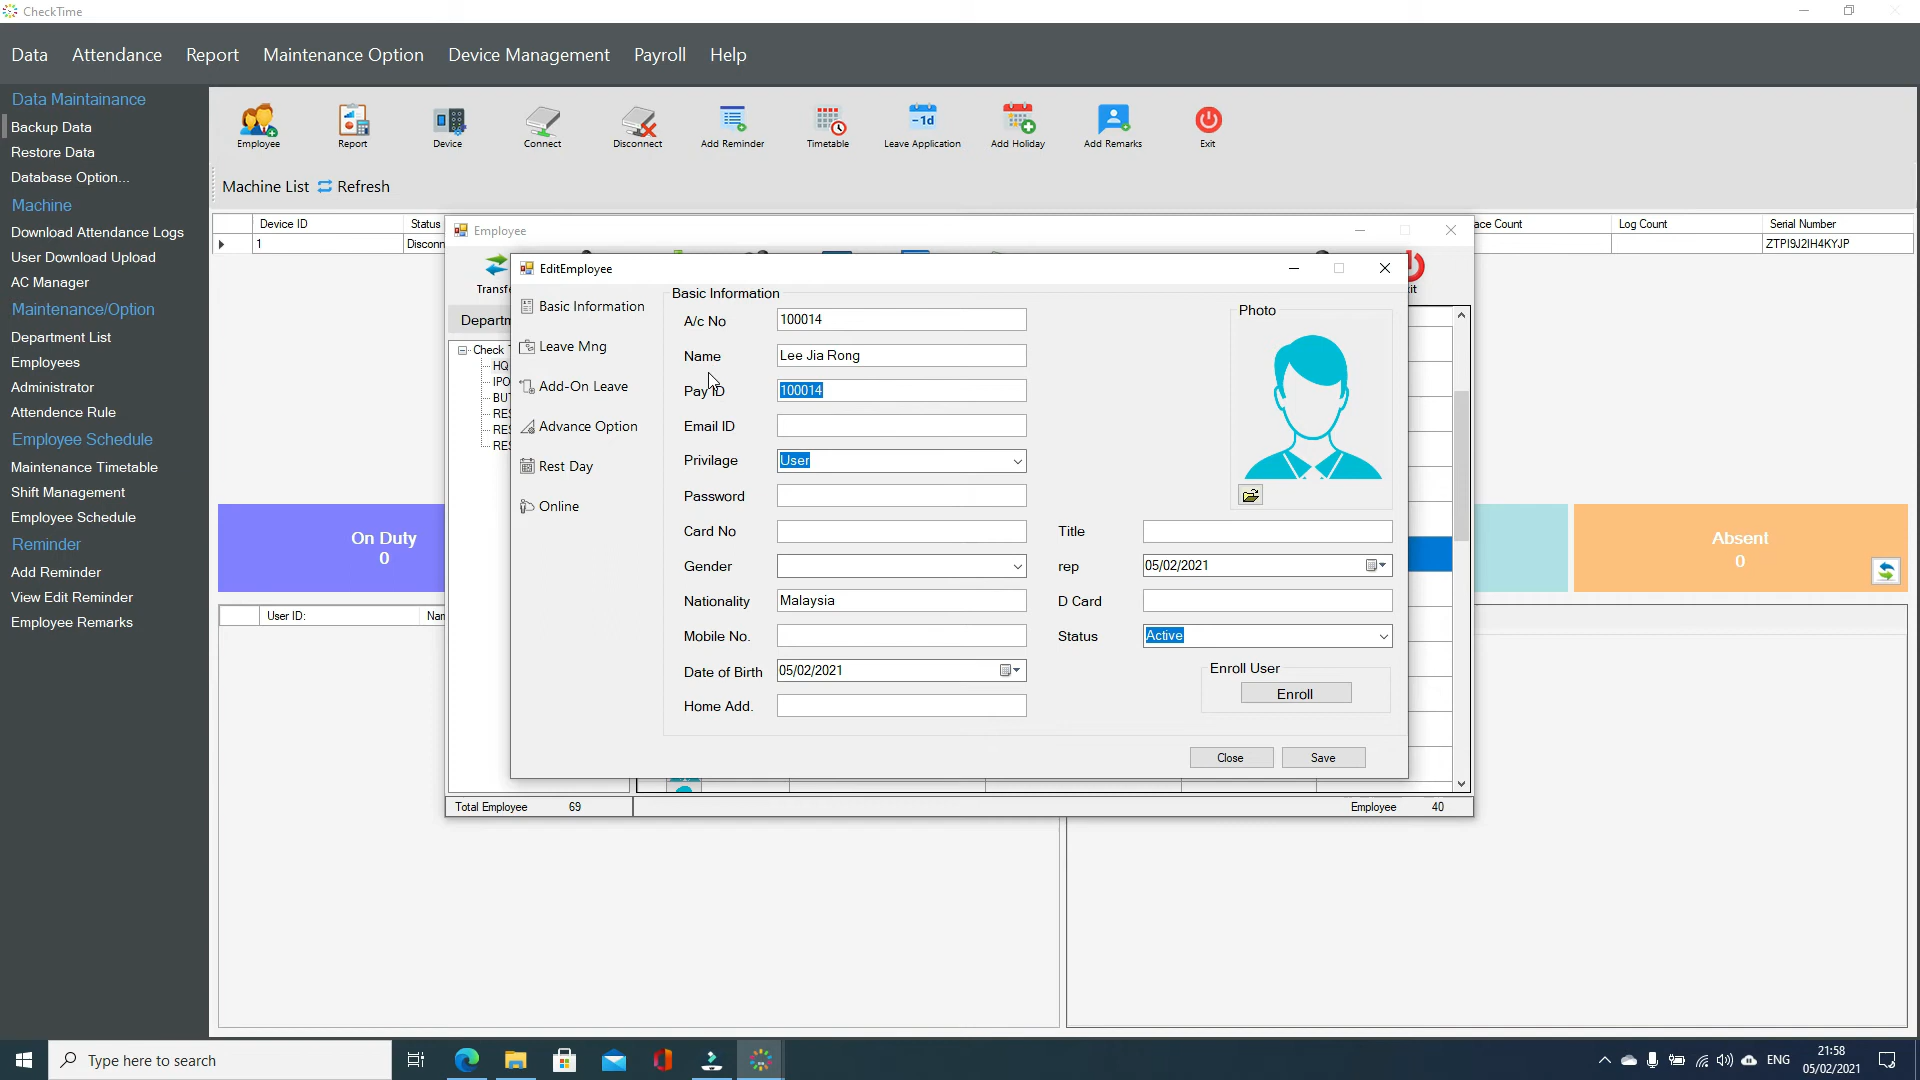 CheckTime
Data Attendance Report Maintenance Option Device Management Payroll Help
Data Maintainance
Backup Data
Restore Data
Database Option...
Machine
Download Attendance Logs
User Download Upload
AC Manager
Maintenance/Option
Department List
Employees
Administrator
Attendence Rule
Employee Schedule
Maintenance Timetable
Shift Management
Employee Schedule
Reminder
Add Reminder
View Edit Reminder
Employee Remarks
Employee Report Device Connect Disconnect Add Reminder Timetable -1d Leave Application Add Holiday Add Remarks Exit
Machine List Refresh
Device ID Status Log Count Serial Number
1 ZTPI9J2IH4KYJP
Employee
EditEmployee
Basic Information
Leave Mng
Add-On Leave
Advance Option
Rest Day
Online
Basic Information
A/c No 100014
Name Lee Jia Rong
Pay ID 100014
Email ID
Privilage User
Password
Card No
Gender
Nationality Malaysia
Mobile No.
Date of Birth 05/02/2021
Home Add.
Photo
Title
rep 05/02/2021
D Card
Status Active
Enroll User
Enroll
Close Save
HQ
Total Employee 69 Employee 40
On Duty
0
Absent
0
User ID:
Type here to search
ENG
21:58
05/02/2021